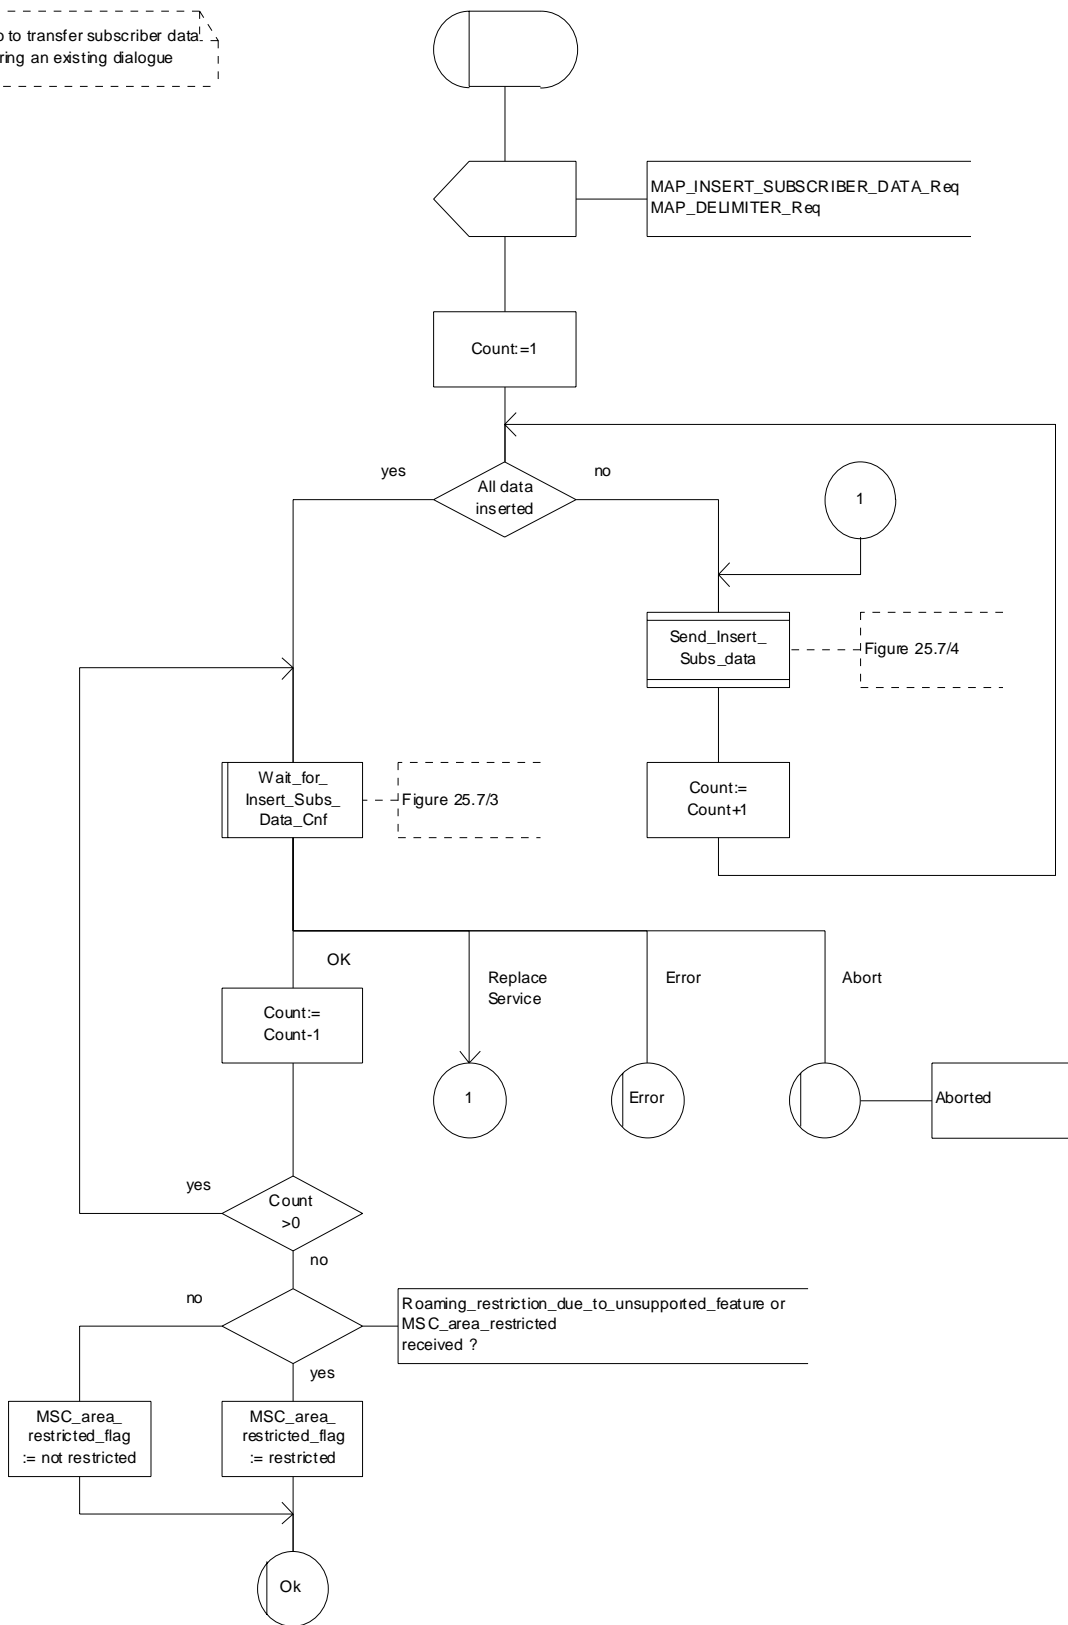 to transfer subscriber data
an existing dialogue
MAP_INSERT_SUBSCRIBER_DATA_Req
MAP_DELIMITER_Req
Count:=1
yes
no
All data
inserted
1
Send_Insert_
Subs_data
Figure 25.7/4
Wait_for_
Insert_Subs_
Data_Cnf
Figure 25.7/3
Count:=
Count+1
OK
Replace
Service
Error
Abort
Count:=
Count-1
1
Error
Aborted
yes
Count
>0
no
no
Roaming_restriction_due_to_unsupported_feature or
MSC_area_restricted
received ?
yes
MSC_area_
restricted_flag
:= not restricted
MSC_area_
restricted_flag
:= restricted
Ok